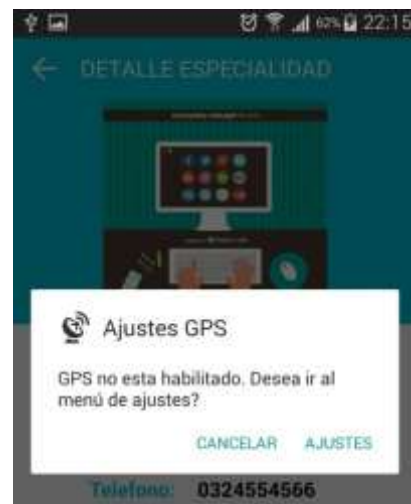 62% 22:15
DETALLE ESPECIALIDAD
Ajustes GPS
GPS no esta habilitado. Desea ir al
menú de ajustes?
CANCELAR AJUSTES
Telefono: 0324554566